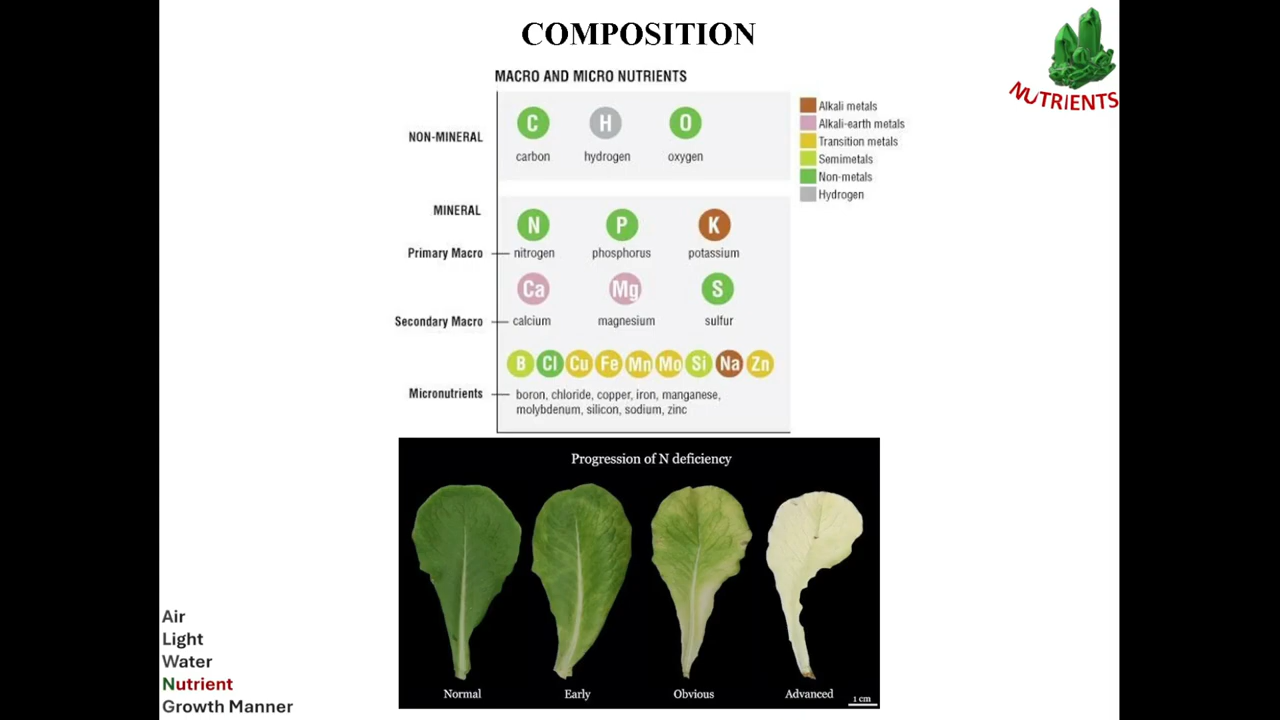 COMPOSITION
NUTRIENTS
MACRO AND MICRO NUTRIENTS
NON-MINERAL
C H O
carbon hydrogen oxygen
Alkali metals
Alkali-earth metals
Transition metals
Semimetals
Non-metals
Hydrogen
MINERAL
N P K
Primary Macro nitrogen phosphorus potassium
Ca Mg S
Secondary Macro calcium magnesium sulfur
B Cl Cu Fe Mn Mo Si Na Zn
Micronutrients
boron, chloride, copper, iron, manganese,
molybdenum, silicon, sodium, zinc
Progression of N deficiency
Normal Early Obvious Advanced
1 cm
Air
Light
Water
Nutrient
Growth Manner